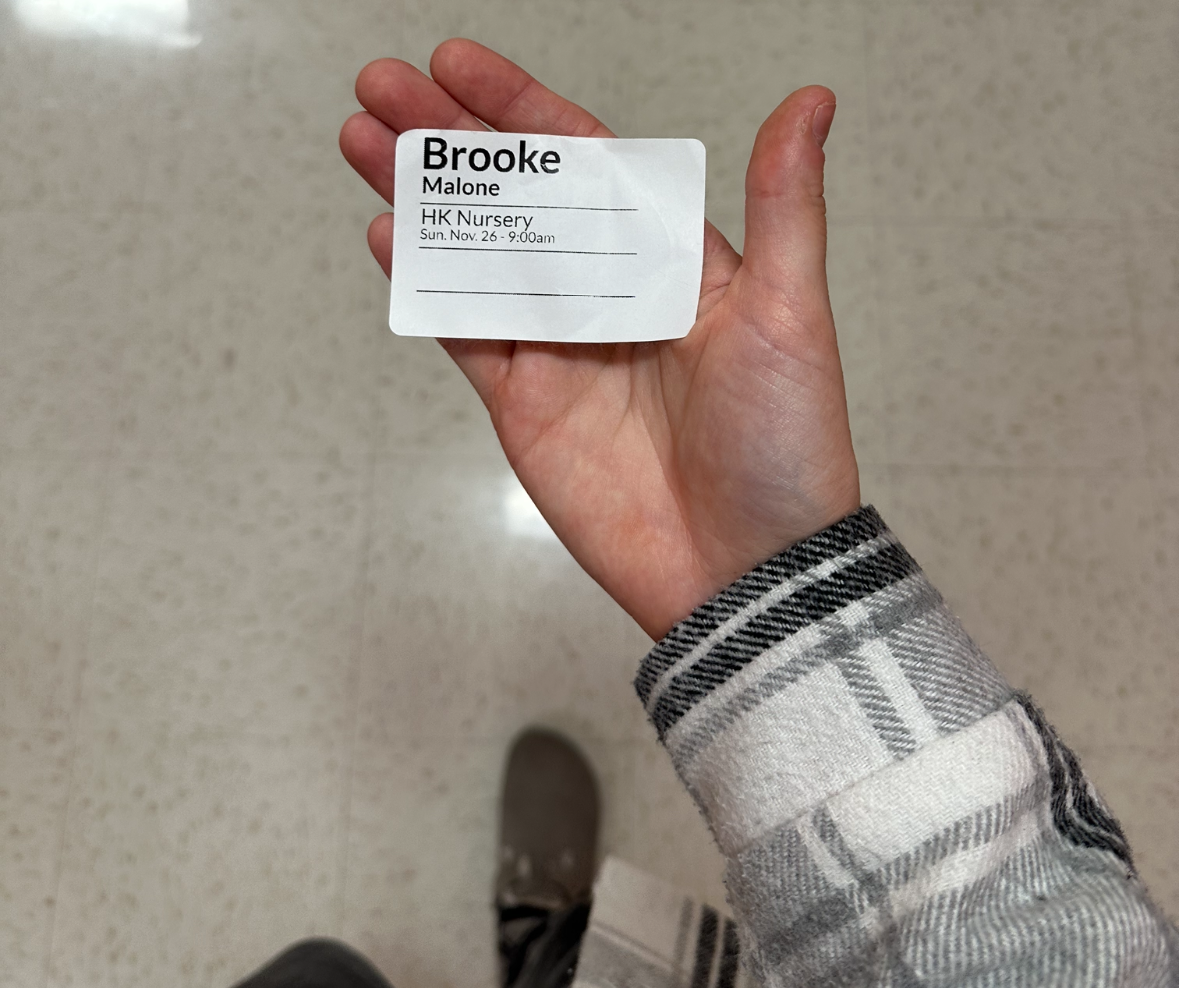 Brooke
Malone
HK Nursery
Sun. Nov. 26 - 9:00am